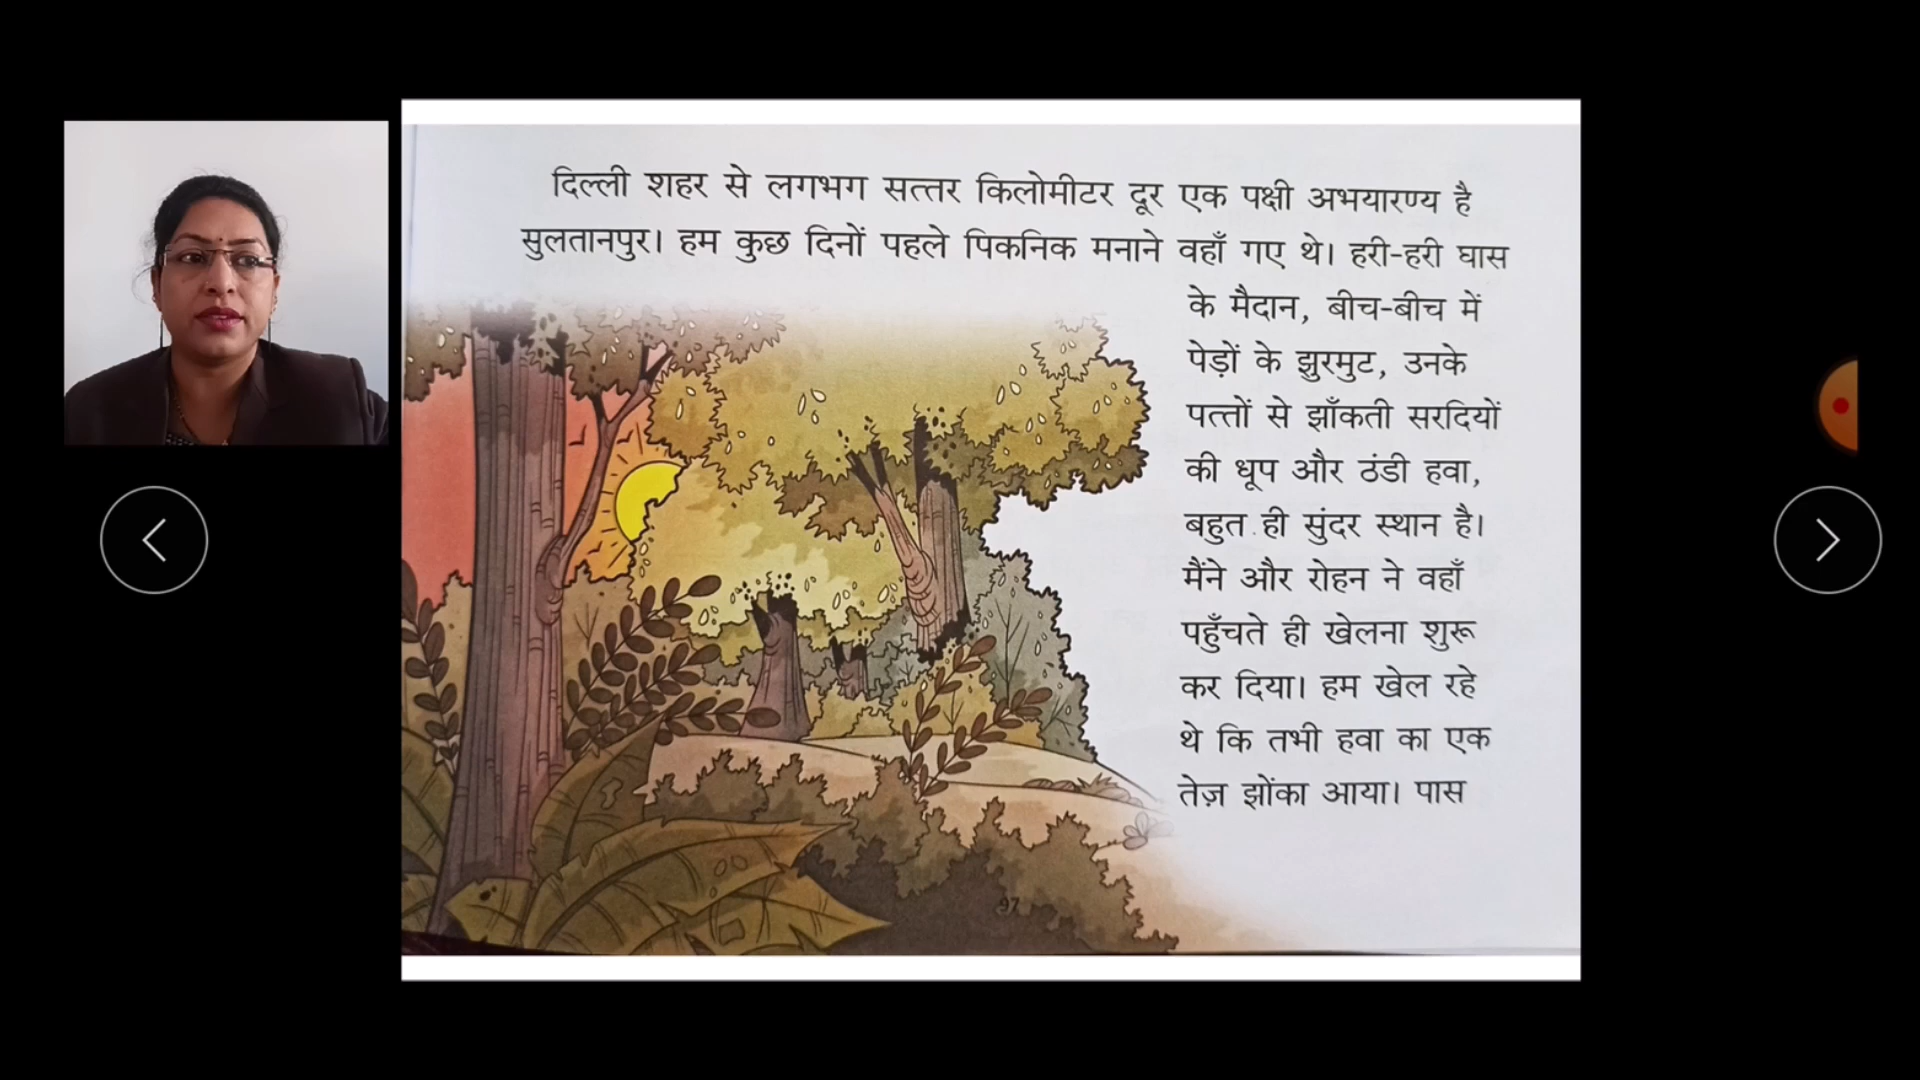 दिल्ली शहर से लगभग सत्तर किलोमीटर दूर एक पक्षी अभयारण्य है
सुलतानपुर। हम कुछ दिनों पहले पिकनिक मनाने वहाँ गए थे। हरी-हरी घास
के मैदान, बीच-बीच में
पेड़ों के झुरमुट, उनके
पत्तों से झाँकती सरदियों
की धूप और ठंडी हवा,
बहुत ही सुंदर स्थान है।
मैंने और रोहन ने वहाँ
पहुँचते ही खेलना शुरू
कर दिया। हम खेल रहे
थे कि तभी हवा का एक
तेज़ झोंका आया। पास
97